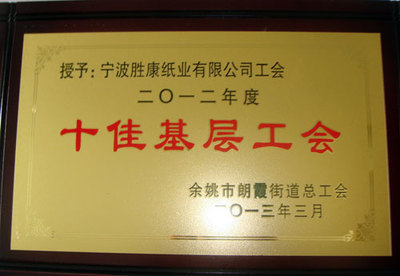 授予：宁波胜康纸业有限公司工会
二〇一二年度
十佳基层工会
余姚市朗霞街道总工会
二〇一三年三月